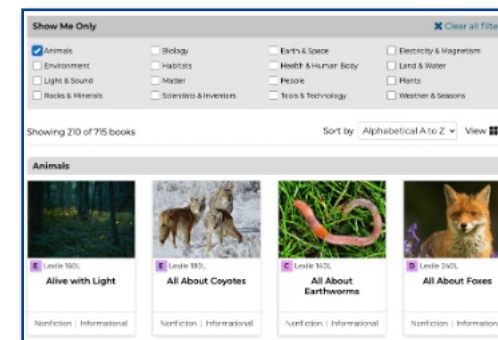 Show Me Only ✖ Clear all filte
Animals Biology Earth & Space Electricity & Magnetism
Environment Habitats Health & Human Body Land & Water
Light & Sound Matter People Plants
Rocks & Minerals Scientists & Inventors Tools & Technology Weather & Seasons
Showing 210 of 715 books Sort by Alphabetical A to Z View
Animals
E Lexile 160L E Lexile 180L C Lexile 140L D Lexile 240L
Alive with Light All About Coyotes All About All About Foxes
Earthworms
Nonfiction | Informational Nonfiction | Informational Nonfiction | Informational Nonfiction | Information